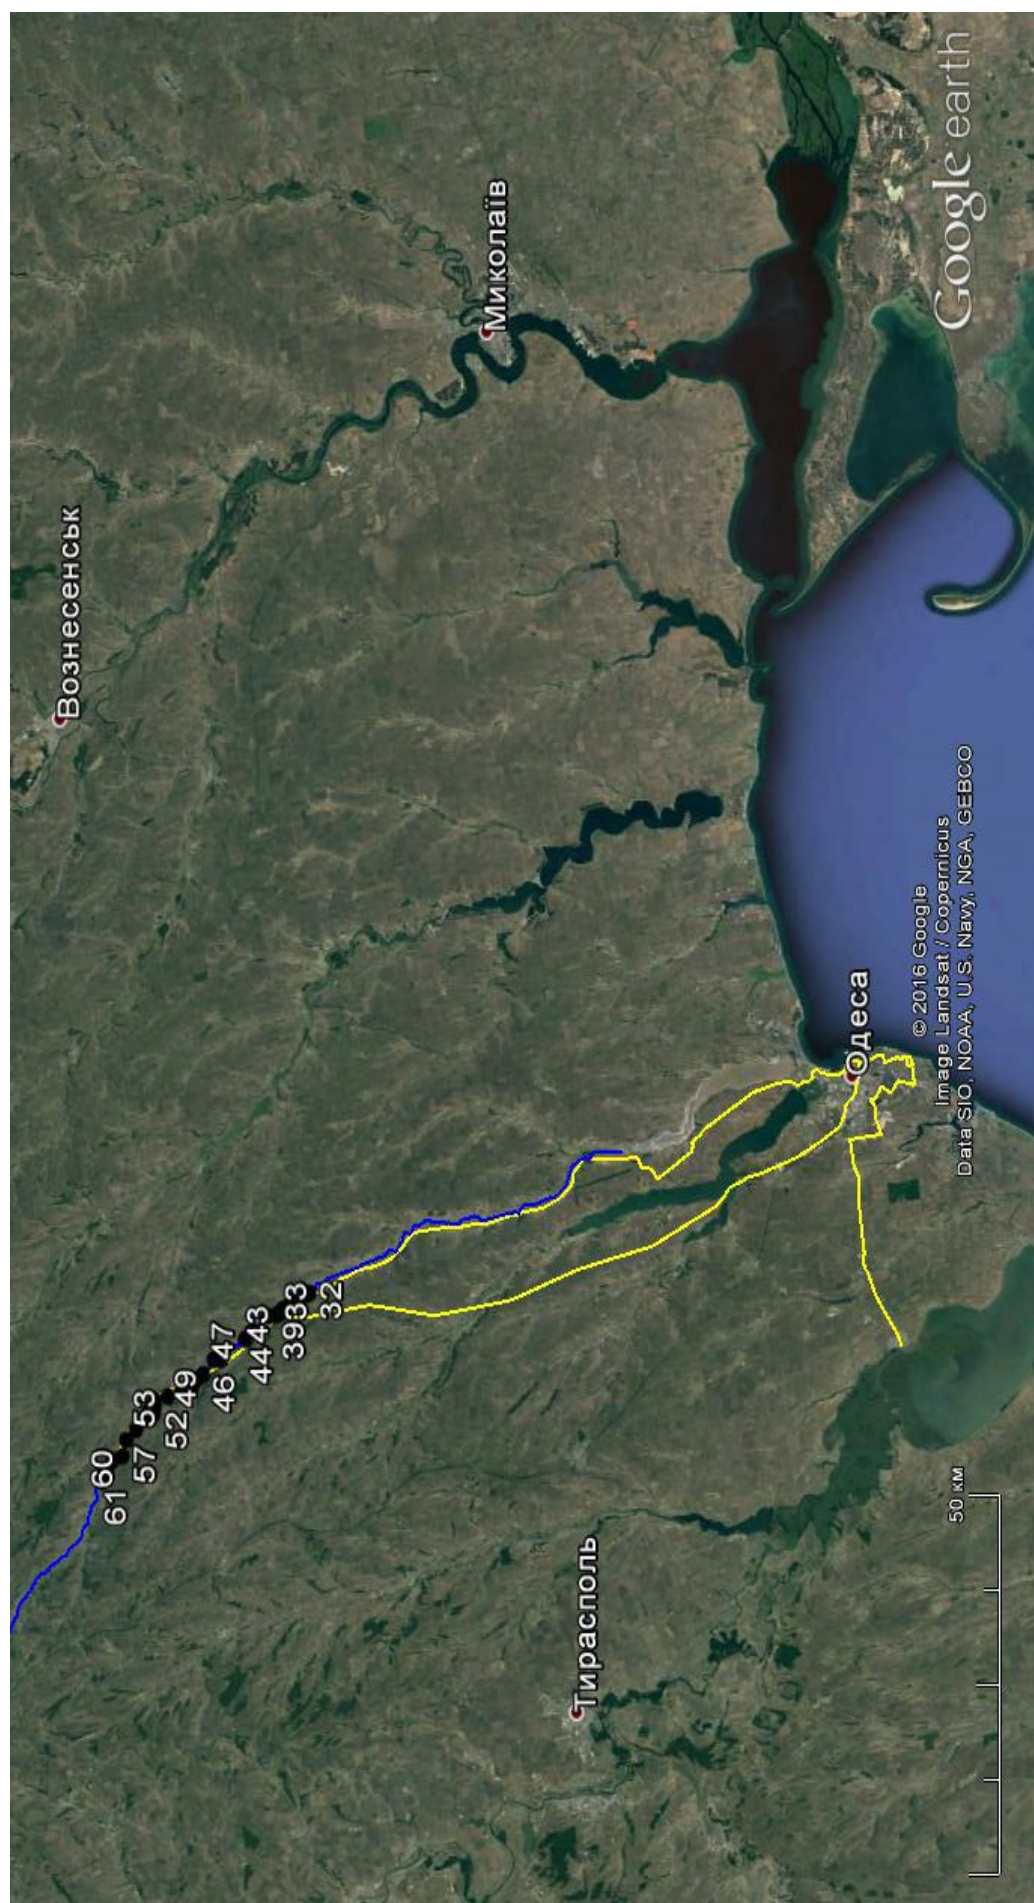 Вознесенськ
Миколаїв
61
60
57
53
52
49
46
47
44
43
39
33
32
Тирасполь
Одеса
50 км
© 2016 Google
Image Landsat / Copernicus
Data SIO, NOAA, U.S. Navy, NGA, GEBCO
Google earth